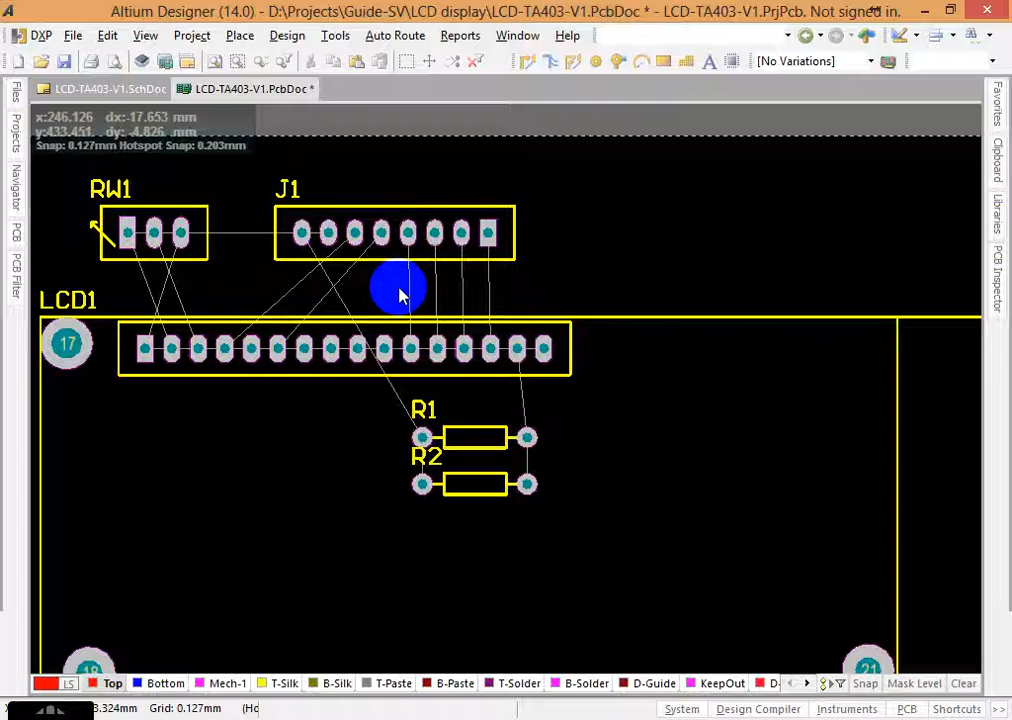 Altium Designer (14.0) - D:\Projects\Guide-SV\LCD display\LCD-TA403-V1.PcbDoc * - LCD-TA403-V1.PrjPcb. Not signed in.
DXP File Edit View Project Place Design Tools Auto Route Reports Window Help
[No Variations]
LCD-TA403-V1.SchDoc LCD-TA403-V1.PcbDoc *
x:246.126 dx:-17.653 mm
y:433.451 dy: -4.826 mm
Snap: 0.127mm Hotspot Snap: 0.203mm
Files
Projects
Navigator
PCB
PCB Filter
Favorites
Clipboard
Libraries
PCB Inspector
RW1
J1
LCD1
17
R1
R2
21
LS Top Bottom Mech-1 T-Silk B-Silk T-Paste B-Paste T-Solder B-Solder D-Guide KeepOut Snap Mask Level Clear
3.324mm Grid: 0.127mm System Design Compiler Instruments PCB Shortcuts >>